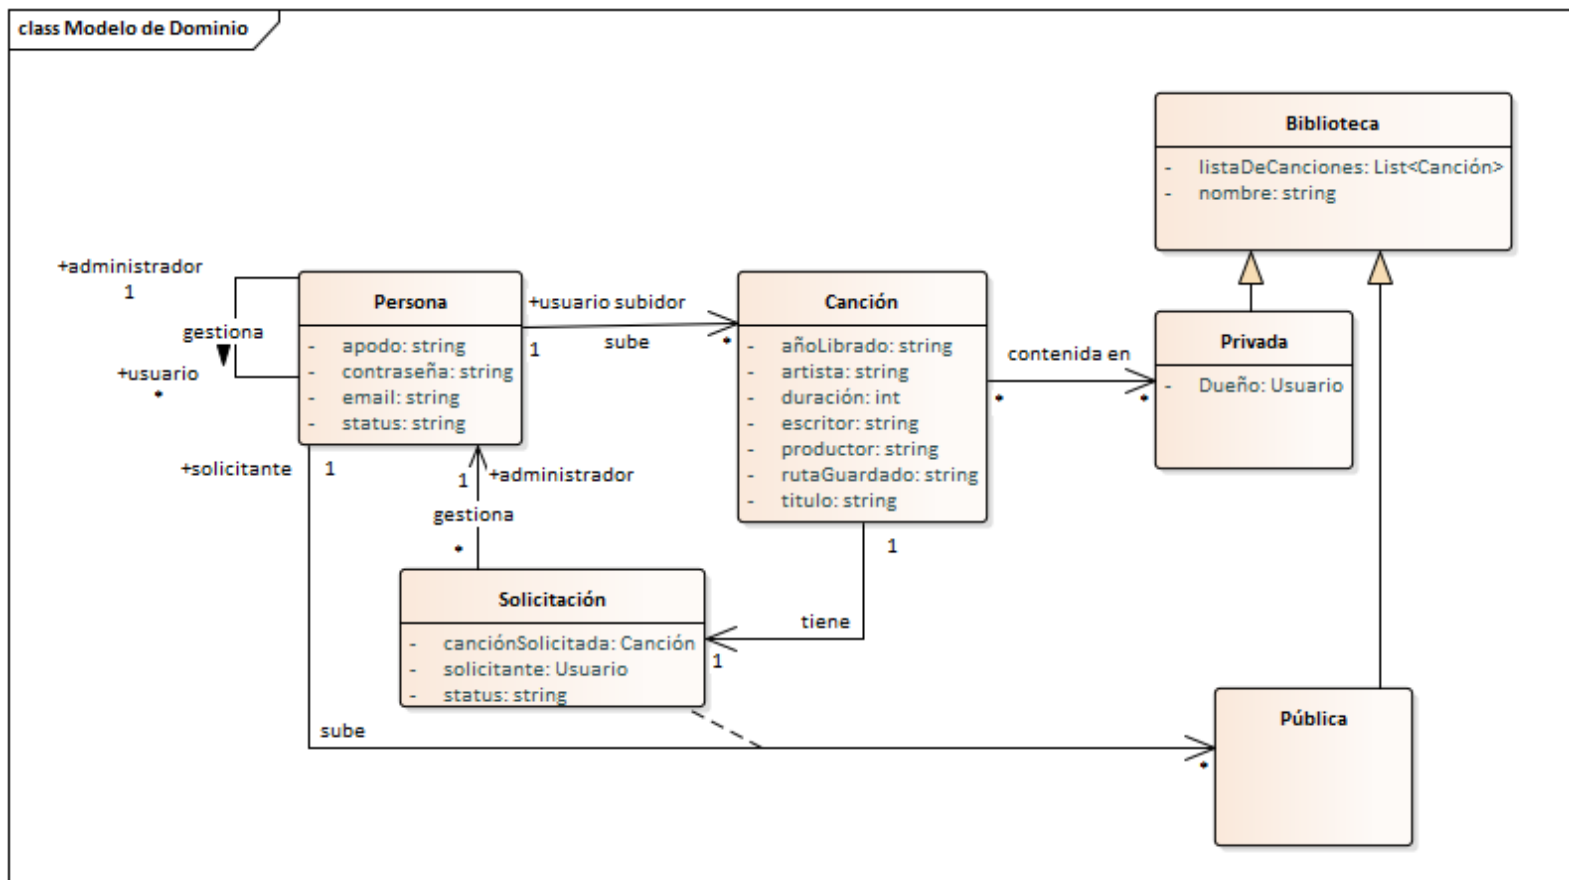 class Modelo de Dominio
Biblioteca
- listaDeCanciones: List<Canción>
- nombre: string
+administrador
1
gestiona
+usuario
*
Persona
- apodo: string
- contraseña: string
- email: string
- status: string
+usuario subidor
1
sube
*
Canción
- añoLibrado: string
- artista: string
- duración: int
- escritor: string
- productor: string
- rutaGuardado: string
- titulo: string
contenida en
*
*
Privada
- Dueño: Usuario
+solicitante
1
1
+administrador
gestiona
*
1
tiene
1
Solicitación
- canciónSolicitada: Canción
- solicitante: Usuario
- status: string
sube
*
Pública